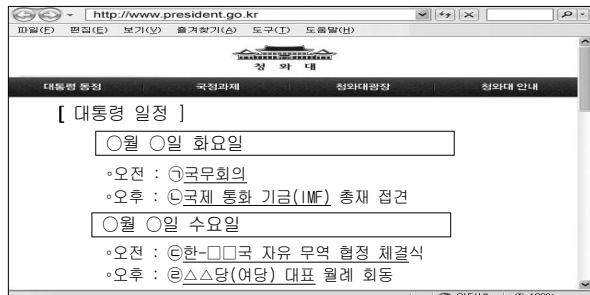 http://www.president.go.kr
파일(F) 편집(E) 보기(V) 즐겨찾기(A) 도구(T) 도움말(H)
청 와 대
대통령 동정 국정과제 청와대광장 청와대 안내
[ 대통령 일정 ]
○월 ○일 화요일
◦오전 : ㉠국무회의
◦오후 : ㉡국제 통화 기금(IMF) 총재 접견
○월 ○일 수요일
◦오전 : ㉢한-□□국 자유 무역 협정 체결식
◦오후 : ㉣△△당(여당) 대표 월례 회동